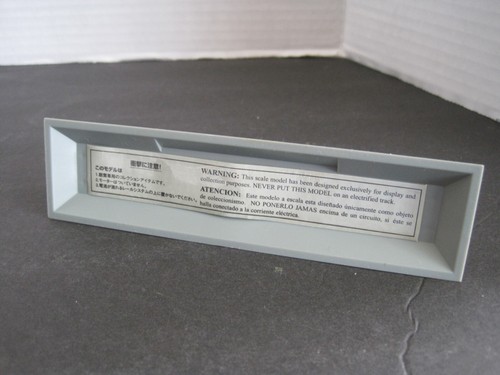 衝撃に注意!
このモデルは
WARNING: This scale model has been designed exclusively for display and
collection purposes. NEVER PUT THIS MODEL on an electrified track.
ATENCION: Este modelo a escala esta diseñado únicamente como objeto
de coleccionismo. NO PONERLO JAMAS encima de un circuito, si éste se
halla conectado a la corriente eléctrica.